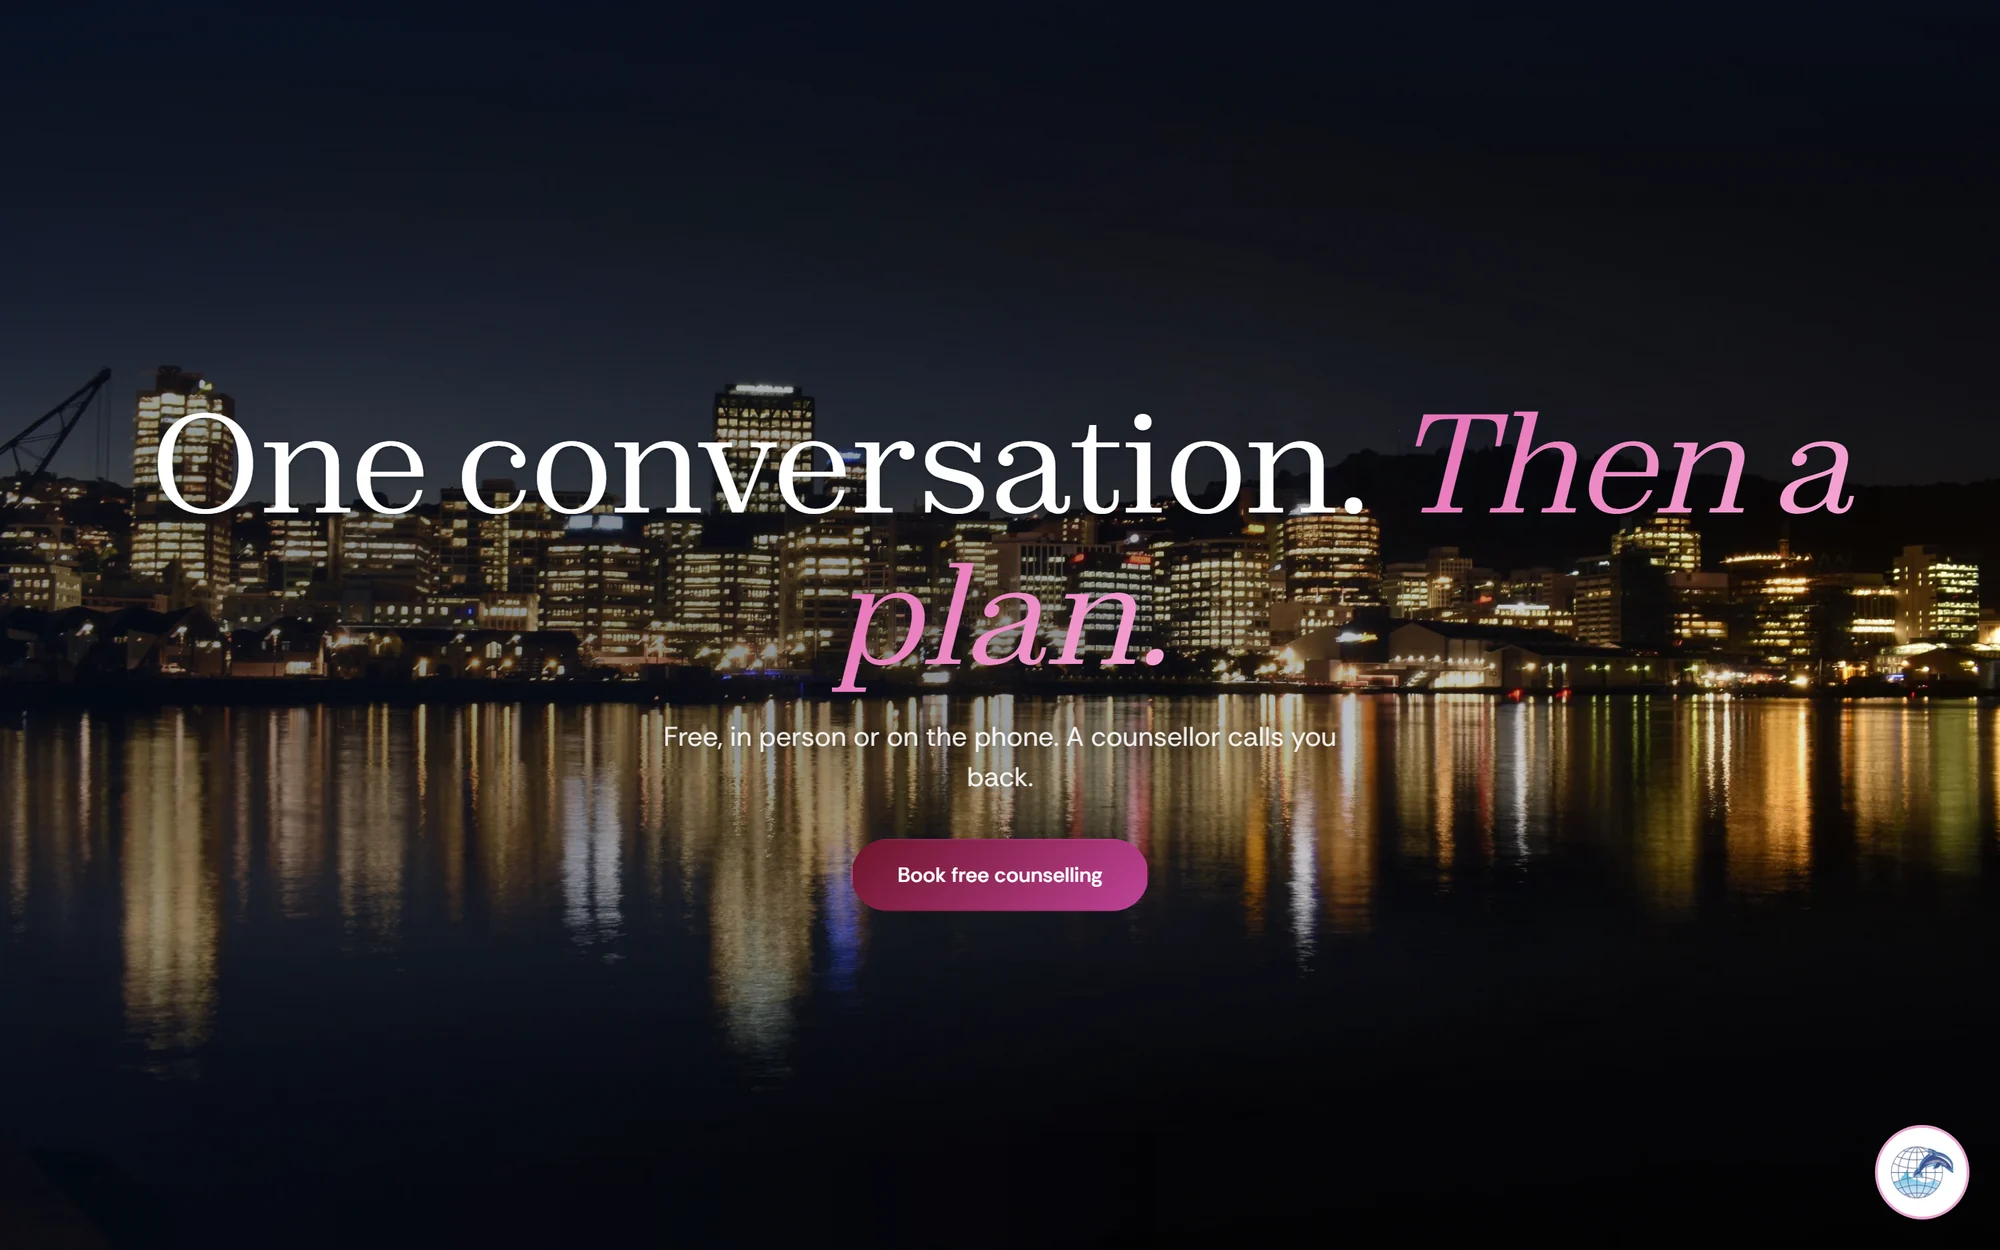 One conversation. Then a
plan.
Free, in person or on the phone. A counsellor calls you
back.
Book free counselling